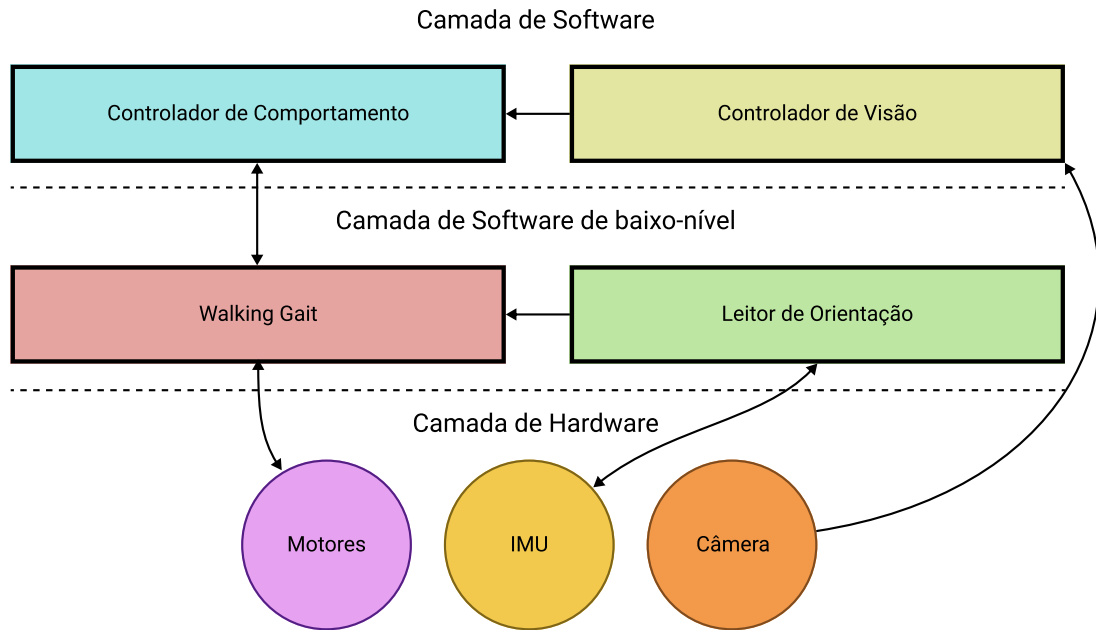 Camada de Software
Controlador de Comportamento
Controlador de Visão
Camada de Software de baixo-nível
Walking Gait
Leitor de Orientação
Camada de Hardware
Motores
IMU
Câmera